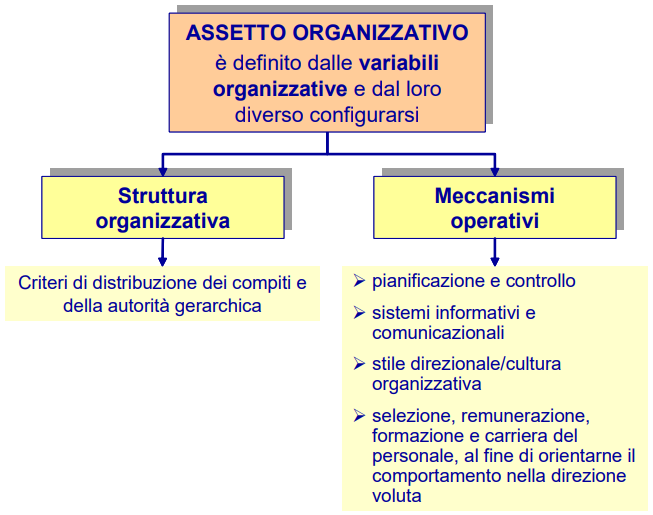 ASSETTO ORGANIZZATIVO
è definito dalle variabili
organizzative e dal loro
diverso configurarsi
Struttura
organizzativa
Criteri di distribuzione dei compiti e
della autorità gerarchica
Meccanismi
operativi
➢ pianificazione e controllo
➢ sistemi informativi e
comunicazionali
➢ stile direzionale/cultura
organizzativa
➢ selezione, remunerazione,
formazione e carriera del
personale, al fine di orientarne il
comportamento nella direzione
voluta